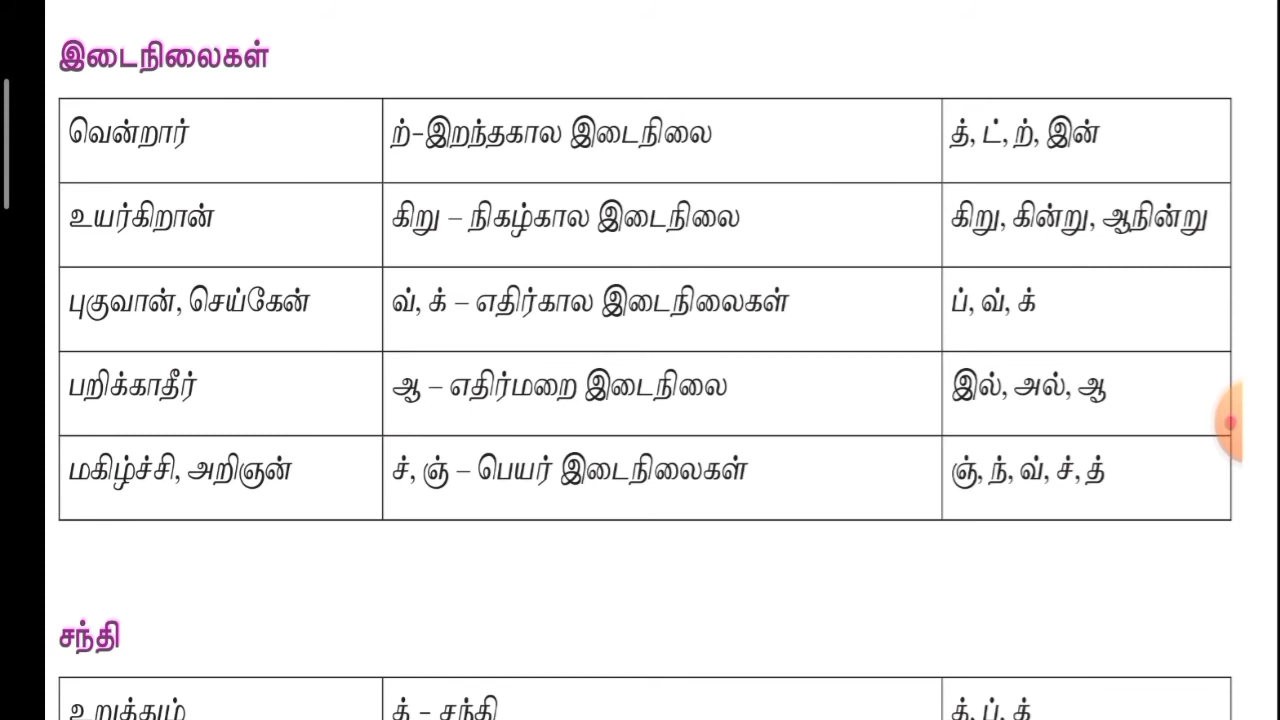 இடைநிலைகள்
வென்றார் ற்-இறந்தகால இடைநிலை த், ட், ற், இன்
உயர்கிறான் கிறு – நிகழ்கால இடைநிலை கிறு, கின்று, ஆநின்று
புகுவான், செய்கேன் வ், க் – எதிர்கால இடைநிலைகள் ப், வ், க்
பறிக்காதீர் ஆ – எதிர்மறை இடைநிலை இல், அல், ஆ
மகிழ்ச்சி, அறிஞன் ச், ஞ் – பெயர் இடைநிலைகள் ஞ், ந், வ், ச், த்
சந்தி
உறுத்தும் த் – சந்தி த், ப், க்